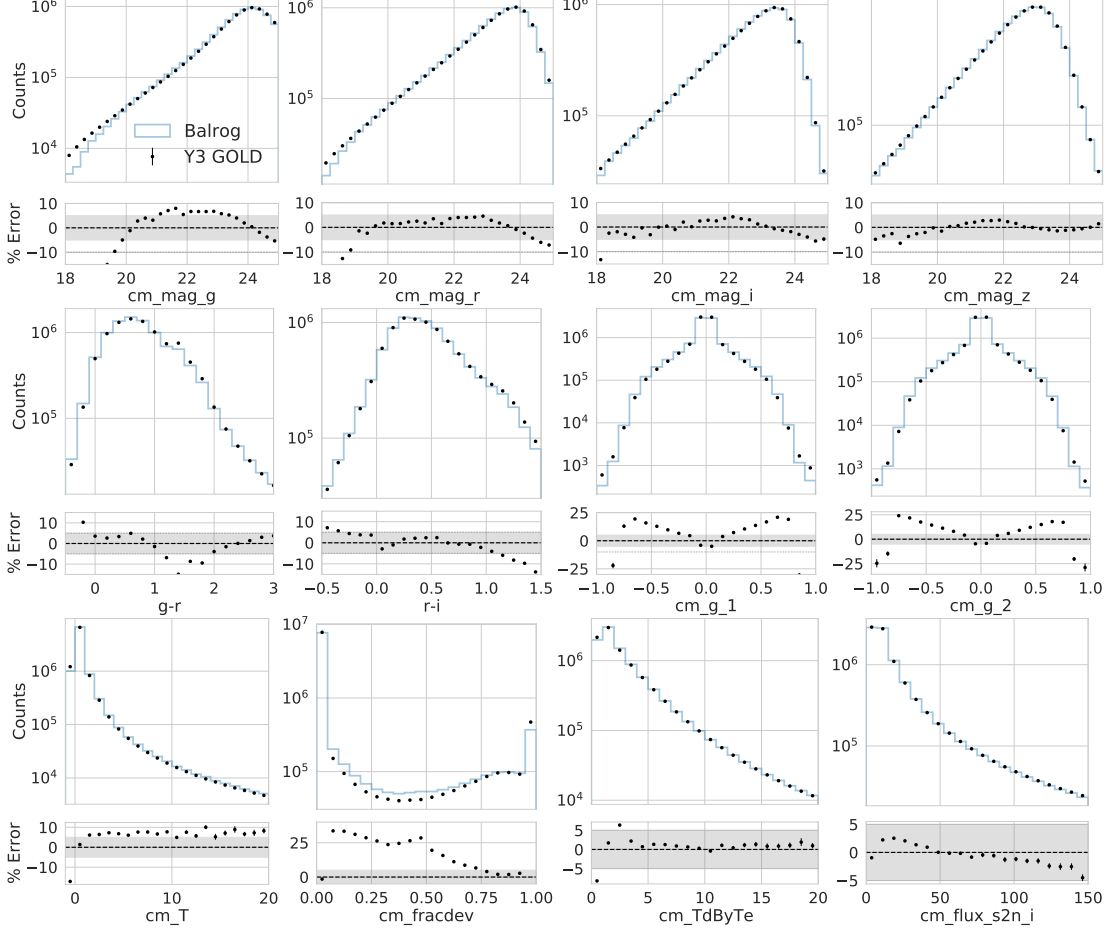 10⁶
10⁵
10⁴
Counts
Balrog
Y3 GOLD
10
0
−10
% Error
18 20 22 24
cm_mag_g
10⁶
10⁵
10
0
−10
18 20 22 24
cm_mag_r
10⁶
10⁵
10
0
−10
18 20 22 24
cm_mag_i
10⁵
10
0
−10
18 20 22 24
cm_mag_z
10⁶
10⁵
Counts
10
0
−10
% Error
0 1 2 3
g-r
10⁶
10⁵
10
0
−10
−0.5 0.0 0.5 1.0 1.5
r-i
10⁶
10⁵
10⁴
10³
25
0
−25
−1.0 −0.5 0.0 0.5 1.0
cm_g_1
10⁶
10⁵
10⁴
10³
25
0
−25
−1.0 −0.5 0.0 0.5 1.0
cm_g_2
10⁶
10⁵
10⁴
Counts
10
0
−10
% Error
0 10 20
cm_T
10⁷
10⁶
10⁵
25
0
0.00 0.25 0.50 0.75 1.00
cm_fracdev
10⁶
10⁵
10⁴
5
0
−5
0 5 10 15 20
cm_TdByTe
10⁶
10⁵
5
0
−5
0 50 100 150
cm_flux_s2n_i